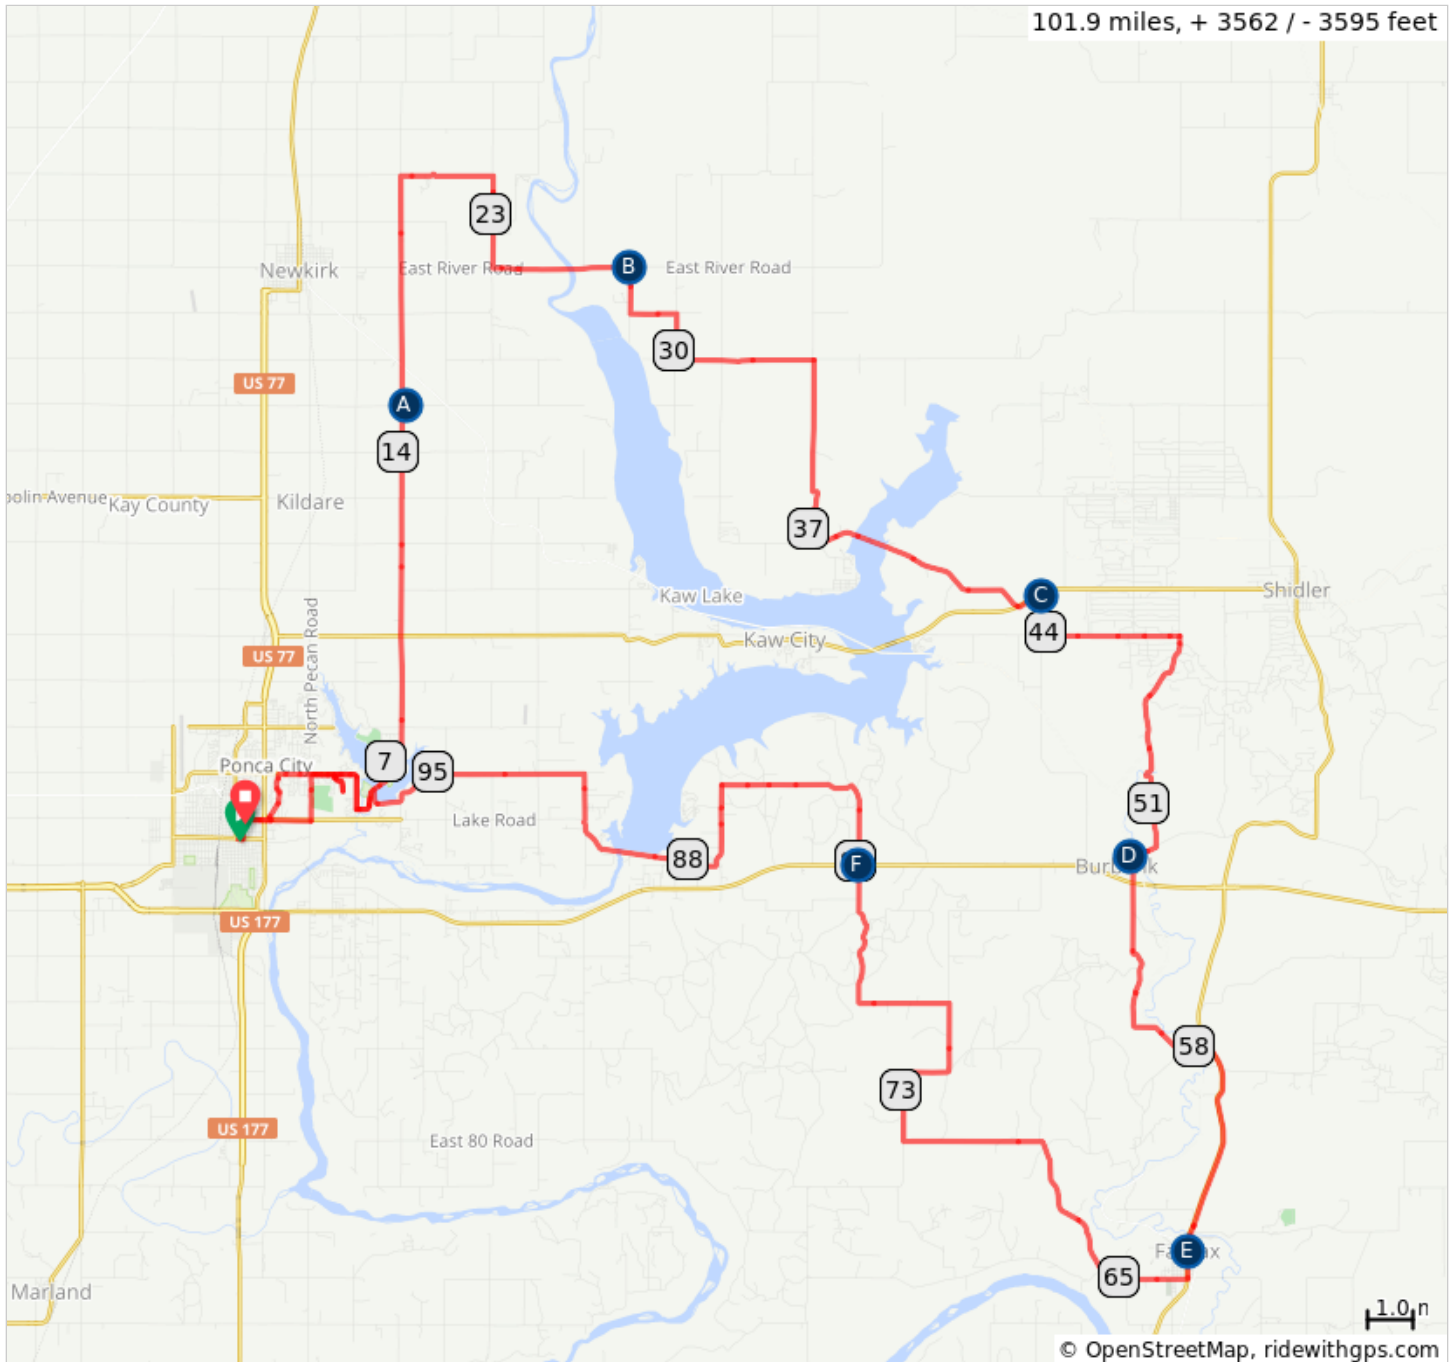 101.9 miles, + 3562 / - 3595 feet
23
Newkirk
East River Road
B
East River Road
30
US 77
A
14
Kay County
Kildare
37
Kaw Lake
C
Shidler
44
Kaw City
North Pecan Road
US 77
7
95
Ponca City
51
Lake Road
88
F
D
US 177
58
73
US 177
East 80 Road
E
65
Marland
1.0
© OpenStreetMap, ridewithgps.com